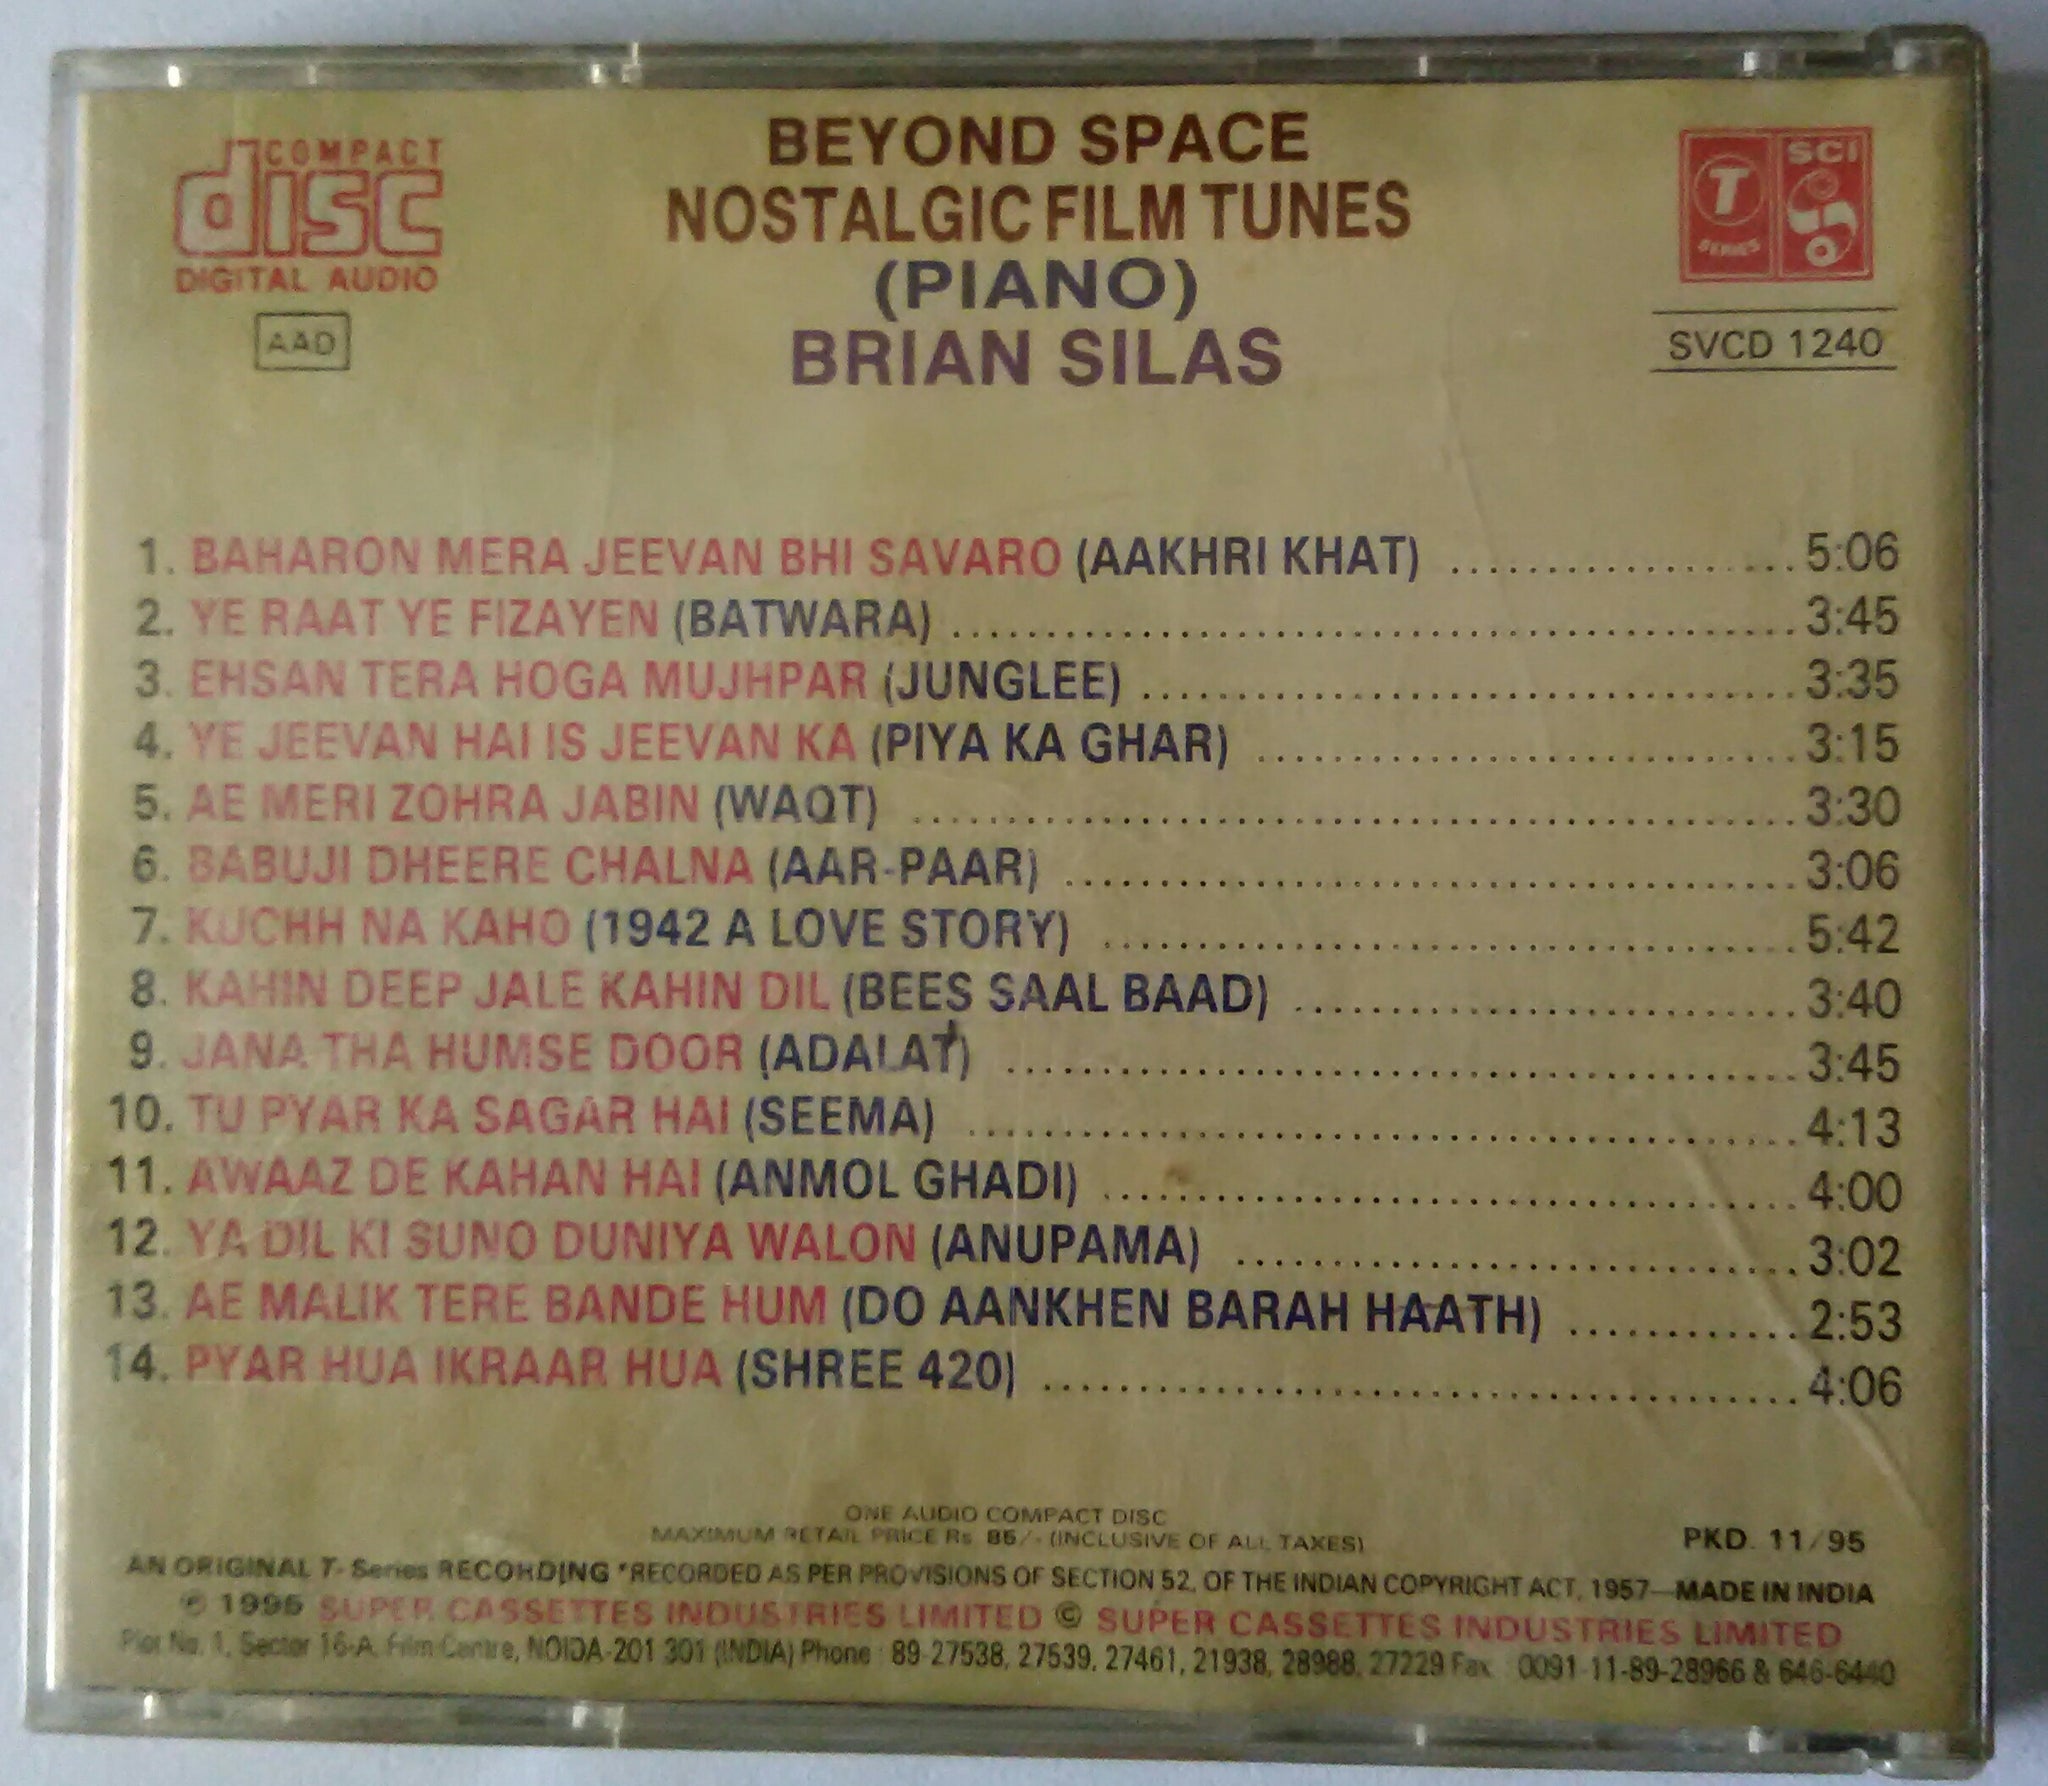 COMPACT
disc
DIGITAL AUDIO
AAD
BEYOND SPACE
NOSTALGIC FILM TUNES
(PIANO)
BRIAN SILAS
T
SERIES
SCI
SVCD 1240
1. BAHARON MERA JEEVAN BHI SAVARO (AAKHRI KHAT) .................. 5:06
2. YE RAAT YE FIZAYEN (BATWARA) ............................................. 3:45
3. EHSAN TERA HOGA MUJHPAR (JUNGLEE) ................................... 3:35
4. YE JEEVAN HAI IS JEEVAN KA (PIYA KA GHAR) ............................. 3:15
5. AE MERI ZOHRA JABIN (WAQT) ............................................... 3:30
6. BABUJI DHEERE CHALNA (AAR-PAAR) ....................................... 3:06
7. KUCHH NA KAHO (1942 A LOVE STORY) ..................................... 5:42
8. KAHIN DEEP JALE KAHIN DIL (BEES SAAL BAAD) ........................... 3:40
9. JANA THA HUMSE DOOR (ADALAT) .......................................... 3:45
10. TU PYAR KA SAGAR HAI (SEEMA) ............................................ 4:13
11. AWAAZ DE KAHAN HAI (ANMOL GHADI) ..................................... 4:00
12. YA DIL KI SUNO DUNIYA WALON (ANUPAMA) .............................. 3:02
13. AE MALIK TERE BANDE HUM (DO AANKHEN BARAH HAATH) ............ 2:53
14. PYAR HUA IKRAAR HUA (SHREE 420) ........................................ 4:06
ONE AUDIO COMPACT DISC
MAXIMUM RETAIL PRICE Rs. 85/- (INCLUSIVE OF ALL TAXES)
PKD. 11/95
AN ORIGINAL T-Series RECORDING *RECORDED AS PER PROVISIONS OF SECTION 52, OF THE INDIAN COPYRIGHT ACT, 1957—MADE IN INDIA
℗ 1995 SUPER CASSETTES INDUSTRIES LIMITED © SUPER CASSETTES INDUSTRIES LIMITED
Plot No. 1, Sector 16-A, Film Centre, NOIDA-201 301 (INDIA) Phone : 89-27538, 27539, 27461, 21938, 28988, 27229 Fax : 0091-11-89-28966 & 646-6440